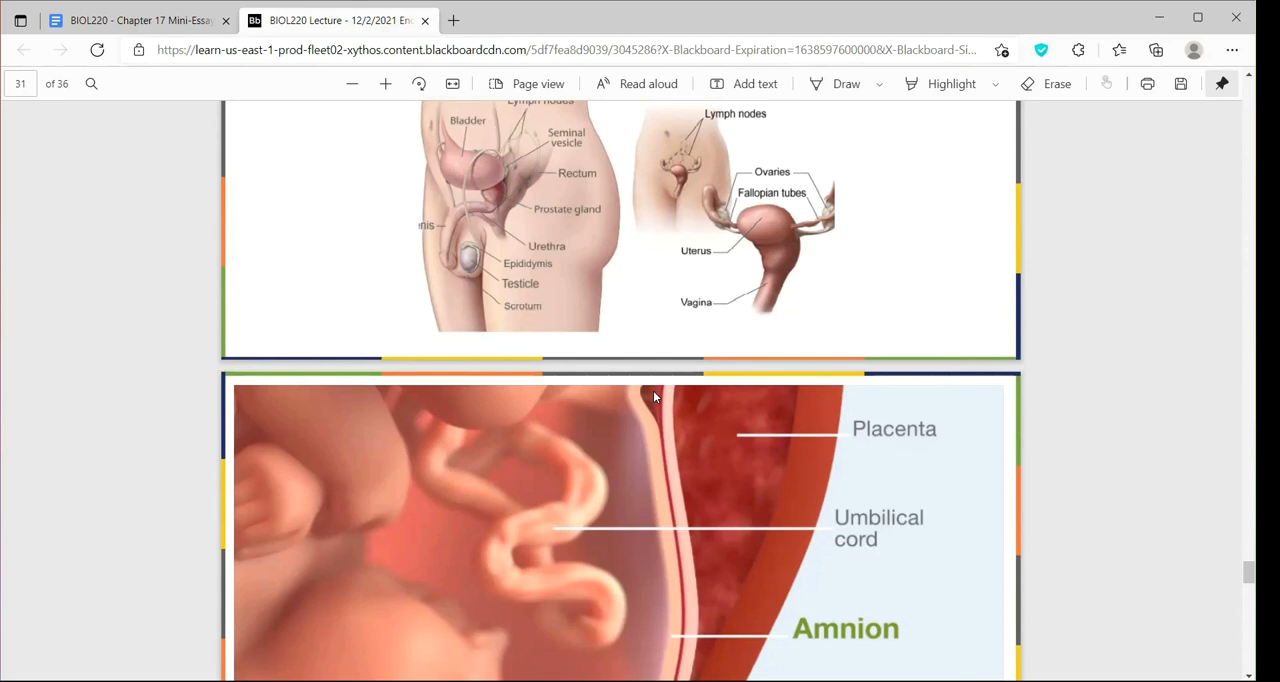 BIOL220 - Chapter 17 Mini-Essay
BIOL220 Lecture - 12/2/2021 En
https://learn-us-east-1-prod-fleet02-xythos.content.blackboardcdn.com/5df7fea8d9039/3045286?X-Blackboard-Expiration=1638597600000&X-Blackboard-Si...
31 of 36
Page view
Read aloud
Add text
Draw
Highlight
Erase
Lymph nodes
Bladder
Seminal
vesicle
Rectum
Prostate gland
nis
Urethra
Epididymis
Testicle
Scrotum
Lymph nodes
Ovaries
Fallopian tubes
Uterus
Vagina
Placenta
Umbilical
cord
Amnion